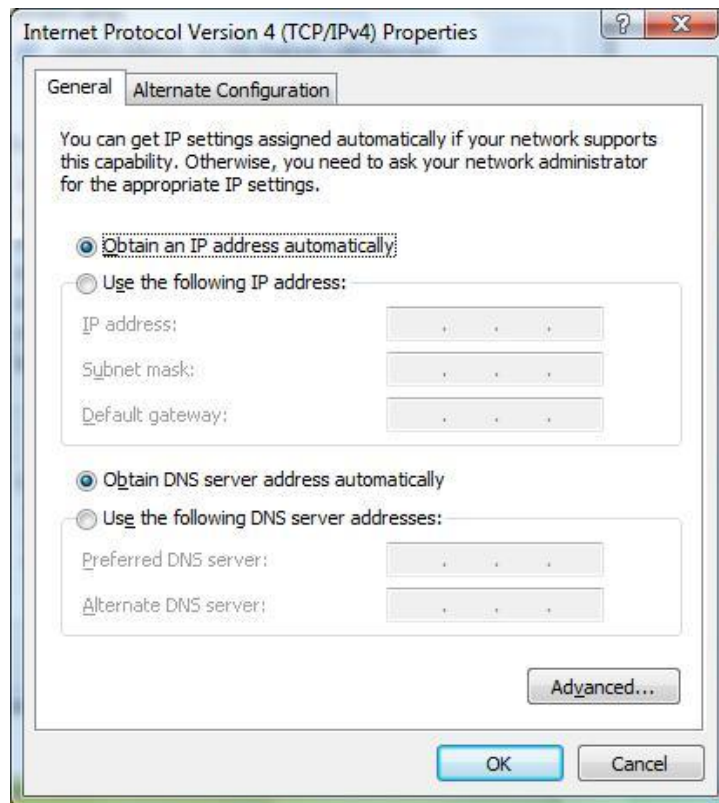 Internet Protocol Version 4 (TCP/IPv4) Properties
?
X
General
Alternate Configuration
You can get IP settings assigned automatically if your network supports
this capability. Otherwise, you need to ask your network administrator
for the appropriate IP settings.
Obtain an IP address automatically
Use the following IP address:
IP address:
. . .
Subnet mask:
. . .
Default gateway:
. . .
Obtain DNS server address automatically
Use the following DNS server addresses:
Preferred DNS server:
. . .
Alternate DNS server:
. . .
Advanced...
OK
Cancel